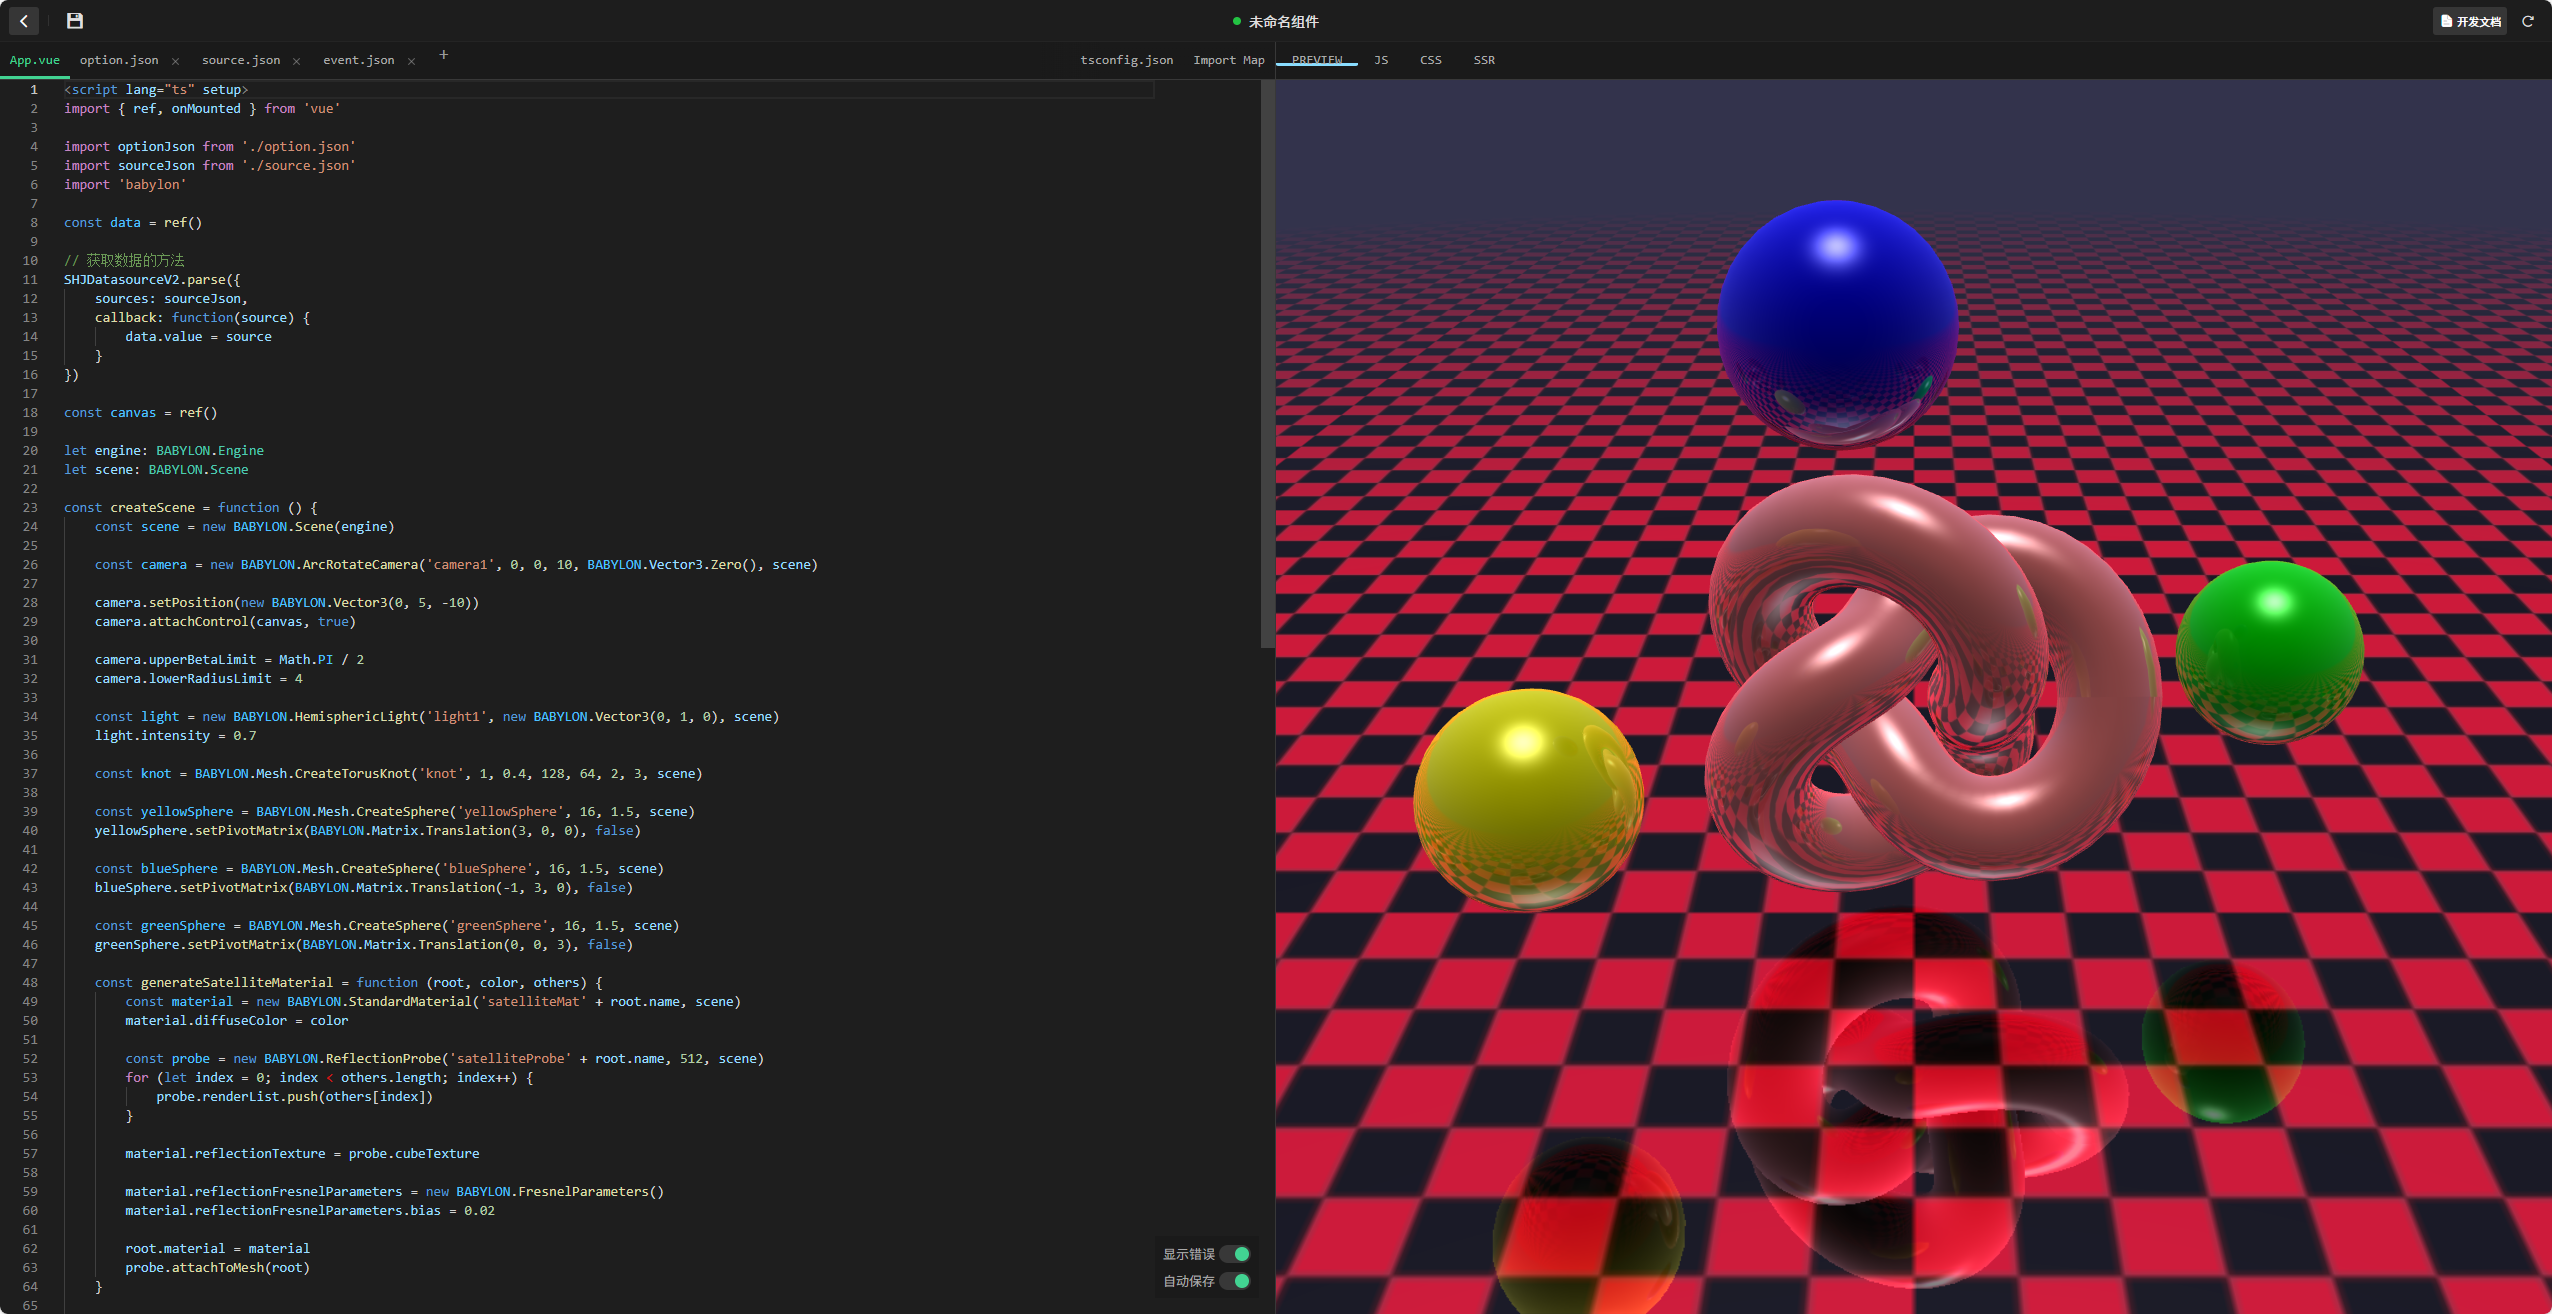 未命名组件
开发文档
App.vue option.json × source.json × event.json × +
tsconfig.json Import Map
PREVIEW JS CSS SSR
1 <script lang="ts" setup>
2 import { ref, onMounted } from 'vue'
3
4 import optionJson from './option.json'
5 import sourceJson from './source.json'
6 import 'babylon'
7
8 const data = ref()
9
10 // 获取数据的方法
11 SHJDatasourceV2.parse({
12 sources: sourceJson,
13 callback: function(source) {
14 data.value = source
15 }
16 })
17
18 const canvas = ref()
19
20 let engine: BABYLON.Engine
21 let scene: BABYLON.Scene
22
23 const createScene = function () {
24 const scene = new BABYLON.Scene(engine)
25
26 const camera = new BABYLON.ArcRotateCamera('camera1', 0, 0, 10, BABYLON.Vector3.Zero(), scene)
27
28 camera.setPosition(new BABYLON.Vector3(0, 5, -10))
29 camera.attachControl(canvas, true)
30
31 camera.upperBetaLimit = Math.PI / 2
32 camera.lowerRadiusLimit = 4
33
34 const light = new BABYLON.HemisphericLight('light1', new BABYLON.Vector3(0, 1, 0), scene)
35 light.intensity = 0.7
36
37 const knot = BABYLON.Mesh.CreateTorusKnot('knot', 1, 0.4, 128, 64, 2, 3, scene)
38
39 const yellowSphere = BABYLON.Mesh.CreateSphere('yellowSphere', 16, 1.5, scene)
40 yellowSphere.setPivotMatrix(BABYLON.Matrix.Translation(3, 0, 0), false)
41
42 const blueSphere = BABYLON.Mesh.CreateSphere('blueSphere', 16, 1.5, scene)
43 blueSphere.setPivotMatrix(BABYLON.Matrix.Translation(-1, 3, 0), false)
44
45 const greenSphere = BABYLON.Mesh.CreateSphere('greenSphere', 16, 1.5, scene)
46 greenSphere.setPivotMatrix(BABYLON.Matrix.Translation(0, 0, 3), false)
47
48 const generateSatelliteMaterial = function (root, color, others) {
49 const material = new BABYLON.StandardMaterial('satelliteMat' + root.name, scene)
50 material.diffuseColor = color
51
52 const probe = new BABYLON.ReflectionProbe('satelliteProbe' + root.name, 512, scene)
53 for (let index = 0; index < others.length; index++) {
54 probe.renderList.push(others[index])
55 }
56
57 material.reflectionTexture = probe.cubeTexture
58
59 material.reflectionFresnelParameters = new BABYLON.FresnelParameters()
60 material.reflectionFresnelParameters.bias = 0.02
61
62 root.material = material
63 probe.attachToMesh(root)
64 }
65
显示错误
自动保存